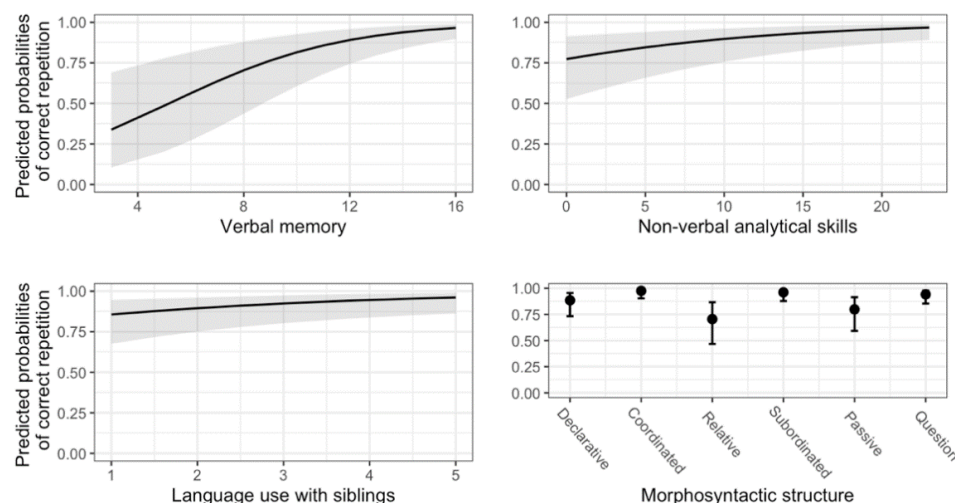 Predicted probabilities
of correct repetition
1.00
0.75
0.50
0.25
0.00
4 8 12 16
Verbal memory
1.00
0.75
0.50
0.25
0.00
0 5 10 15 20
Non-verbal analytical skills
Predicted probabilities
of correct repetition
1.00
0.75
0.50
0.25
0.00
1 2 3 4 5
Language use with siblings
1.00
0.75
0.50
0.25
0.00
Declarative
Coordinated
Relative
Subordinated
Passive
Question
Morphosyntactic structure